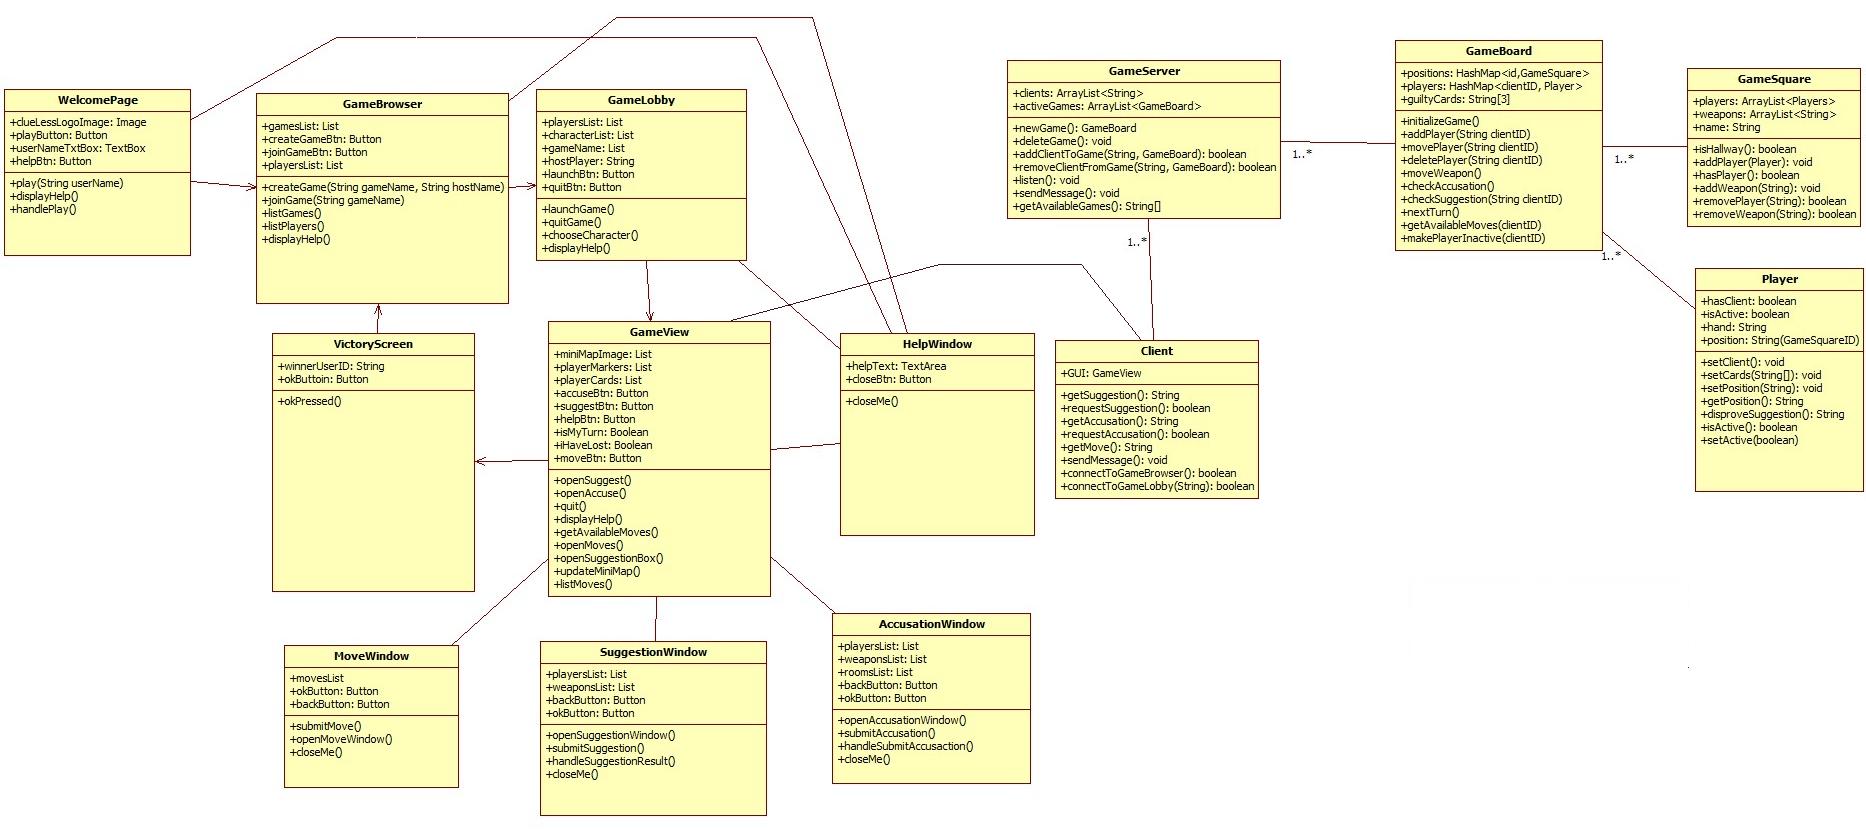 WelcomePage
+clueLessLogoImage: Image
+playButton: Button
+userNameTxtBox: TextBox
+helpBtn: Button
+play(String userName)
+displayHelp()
+handlePlay()
GameBrowser
+gamesList: List
+createGameBtn: Button
+joinGameBtn: Button
+playersList: List
+createGame(String gameName, String hostName)
+joinGame(String gameName)
+listGames()
+listPlayers()
+displayHelp()
GameLobby
+playersList: List
+characterList: List
+gameName: List
+hostPlayer: String
+launchBtn: Button
+quitBtn: Button
+launchGame()
+quitGame()
+chooseCharacter()
+displayHelp()
GameServer
+clients: ArrayList<String>
+activeGames: ArrayList<GameBoard>
+newGame(): GameBoard
+deleteGame(): void
+addClientToGame(String, GameBoard): boolean
+removeClientFromGame(String, GameBoard): boolean
+listen(): void
+sendMessage(): void
+getAvailableGames(): String[]
1..*
1..*
GameBoard
+positions: HashMap<id,GameSquare>
+players: HashMap<clientID, Player>
+guiltyCards: String[3]
+initializeGame()
+addPlayer(String clientID)
+movePlayer(String clientID)
+deletePlayer(String clientID)
+moveWeapon()
+checkAccusation()
+checkSuggestion(String clientID)
+nextTurn()
+getAvailableMoves(clientID)
+makePlayerInactive(clientID)
1..*
1..*
GameSquare
+players: ArrayList<Players>
+weapons: ArrayList<String>
+name: String
+isHallway(): boolean
+addPlayer(Player): void
+hasPlayer(): boolean
+addWeapon(String): void
+removePlayer(String): boolean
+removeWeapon(String): boolean
Player
+hasClient: boolean
+isActive: boolean
+hand: String
+position: String(GameSquareID)
+setClient(): void
+setCards(String[]): void
+setPosition(String): void
+getPosition(): String
+disproveSuggestion(): String
+isActive(): boolean
+setActive(boolean)
VictoryScreen
+winnerUserID: String
+okButtoin: Button
+okPressed()
GameView
+miniMapImage: List
+playerMarkers: List
+playerCards: List
+accuseBtn: Button
+suggestBtn: Button
+helpBtn: Button
+isMyTurn: Boolean
+iHaveLost: Boolean
+moveBtn: Button
+openSuggest()
+openAccuse()
+quit()
+displayHelp()
+getAvailableMoves()
+openMoves()
+openSuggestionBox()
+updateMiniMap()
+listMoves()
HelpWindow
+helpText: TextArea
+closeBtn: Button
+closeMe()
Client
+GUI: GameView
+getSuggestion(): String
+requestSuggestion(): boolean
+getAccusation(): String
+requestAccusation(): boolean
+getMove(): String
+sendMessage(): void
+connectToGameBrowser(): boolean
+connectToGameLobby(String): boolean
MoveWindow
+movesList
+okButton: Button
+backButton: Button
+submitMove()
+openMoveWindow()
+closeMe()
SuggestionWindow
+playersList: List
+weaponsList: List
+backButton: Button
+okButton: Button
+openSuggestionWindow()
+submitSuggestion()
+handleSuggestionResult()
+closeMe()
AccusationWindow
+playersList: List
+weaponsList: List
+roomsList: List
+backButton: Button
+okButton: Button
+openAccusationWindow()
+submitAccusation()
+handleSubmitAccusaction()
+closeMe()